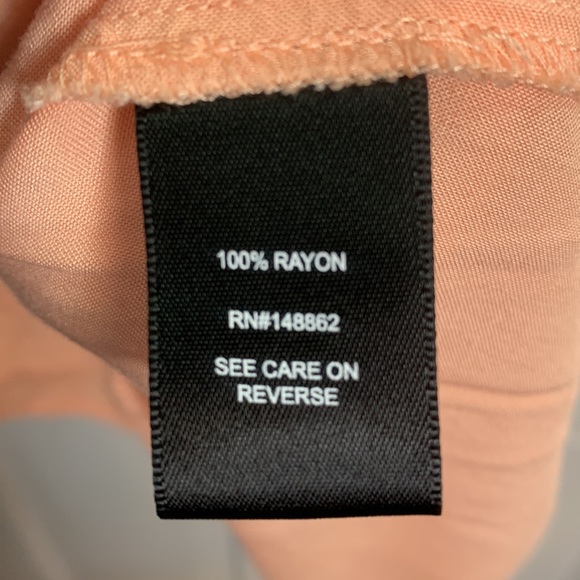 100% RAYON
RN#148862
SEE CARE ON
REVERSE